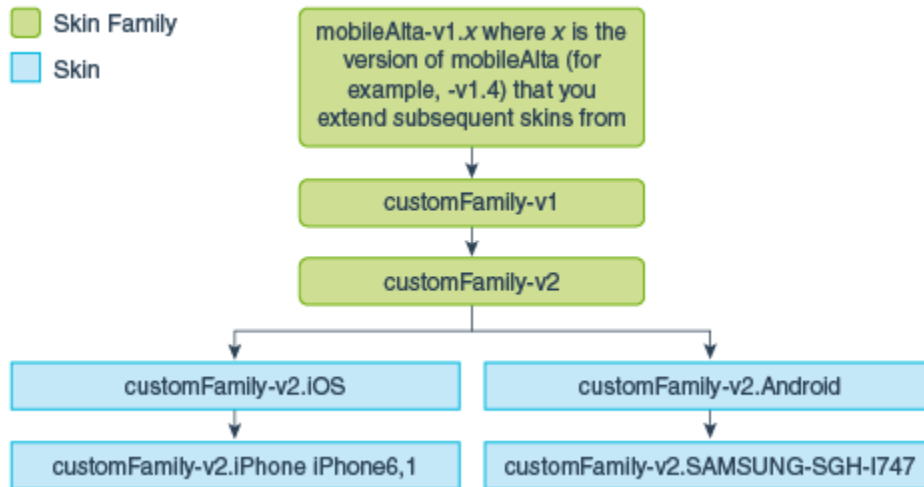 Skin Family
Skin
mobileAlta-v1.x where x is the
version of mobileAlta (for
example, -v1.4) that you
extend subsequent skins from
customFamily-v1
customFamily-v2
customFamily-v2.iOS
customFamily-v2.Android
customFamily-v2.iPhone iPhone6,1
customFamily-v2.SAMSUNG-SGH-I747